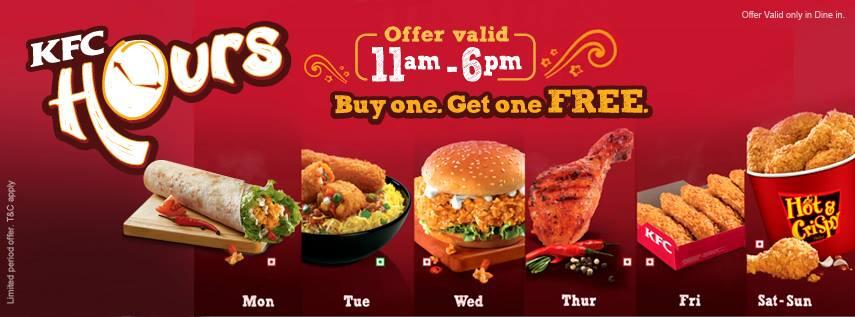 Offer Valid only in Dine in.
KFC
HOURS
Offer valid
11am - 6pm
Buy one. Get one FREE.
Limited period offer. T&C apply
KFC
Hot &
Crispy
Mon
Tue
Wed
Thur
Fri
Sat-Sun